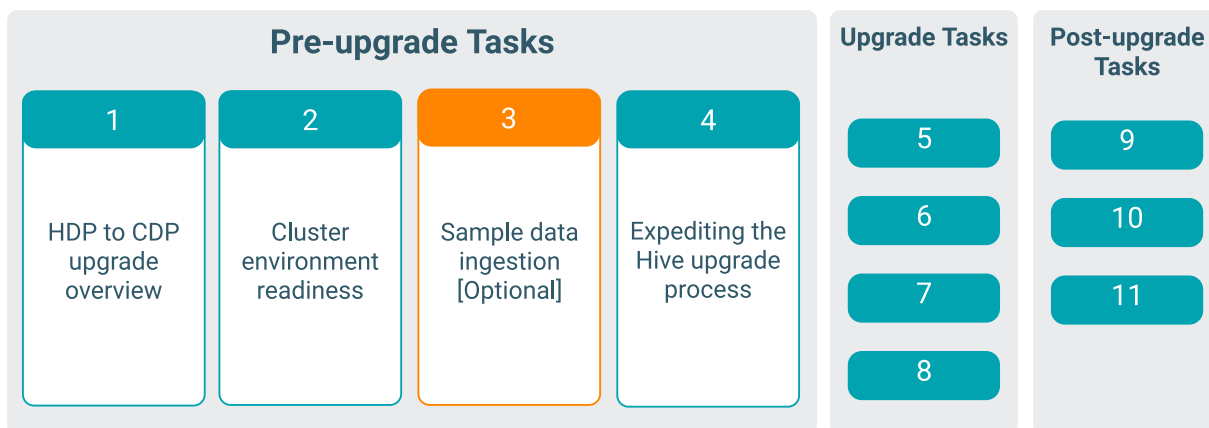 Pre-upgrade Tasks
1
HDP to CDP
upgrade
overview
2
Cluster
environment
readiness
3
Sample data
ingestion
[Optional]
4
Expediting the
Hive upgrade
process
Upgrade Tasks
5
6
7
8
Post-upgrade
Tasks
9
10
11